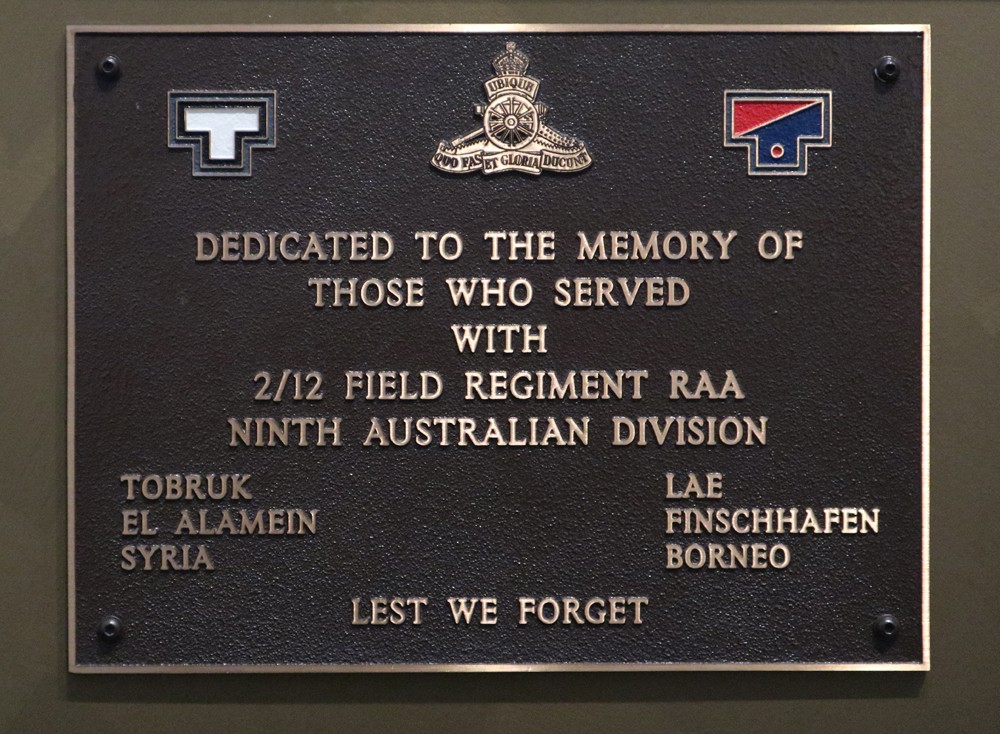 UBIQUE
QUO FAS ET GLORIA DUCUNT
DEDICATED TO THE MEMORY OF
THOSE WHO SERVED
WITH
2/12 FIELD REGIMENT RAA
NINTH AUSTRALIAN DIVISION
TOBRUK
EL ALAMEIN
SYRIA
LAE
FINSCHHAFEN
BORNEO
LEST WE FORGET